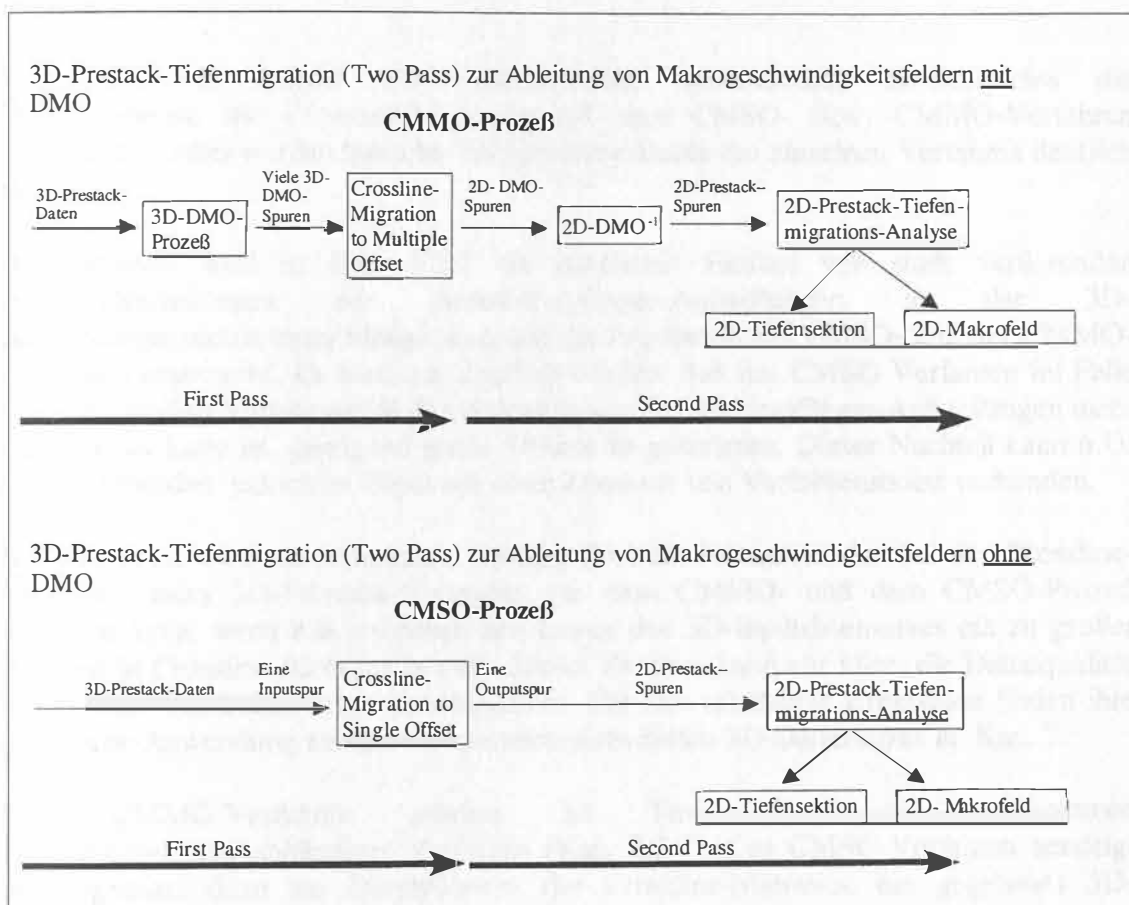 3D-Prestack-Tiefenmigration (Two Pass) zur Ableitung von Makrogeschwindigkeitsfeldern mit
DMO
CMMO-Prozeß
3D-Prestack-
Daten
3D-DMO-
Prozeß
Viele 3D-
DMO-
Spuren
Crossline-
Migration
to Multiple
Offset
2D- DMO-
Spuren
2D-DMO⁻¹
2D-Prestack--
Spuren
2D-Prestack-Tiefen-
migrations-Analyse
2D-Tiefensektion
2D-Makrofeld
First Pass
Second Pass
3D-Prestack-Tiefenmigration (Two Pass) zur Ableitung von Makrogeschwindigkeitsfeldern ohne
DMO
CMSO-Prozeß
3D-Prestack-Daten
Eine
Inputspur
Crossline-
Migration to
Single Offset
Eine
Outputspur
2D-Prestack--
Spuren
2D-Prestack-Tiefen-
migrations-Analyse
2D-Tiefensektion
2D- Makrofeld
First Pass
Second Pass